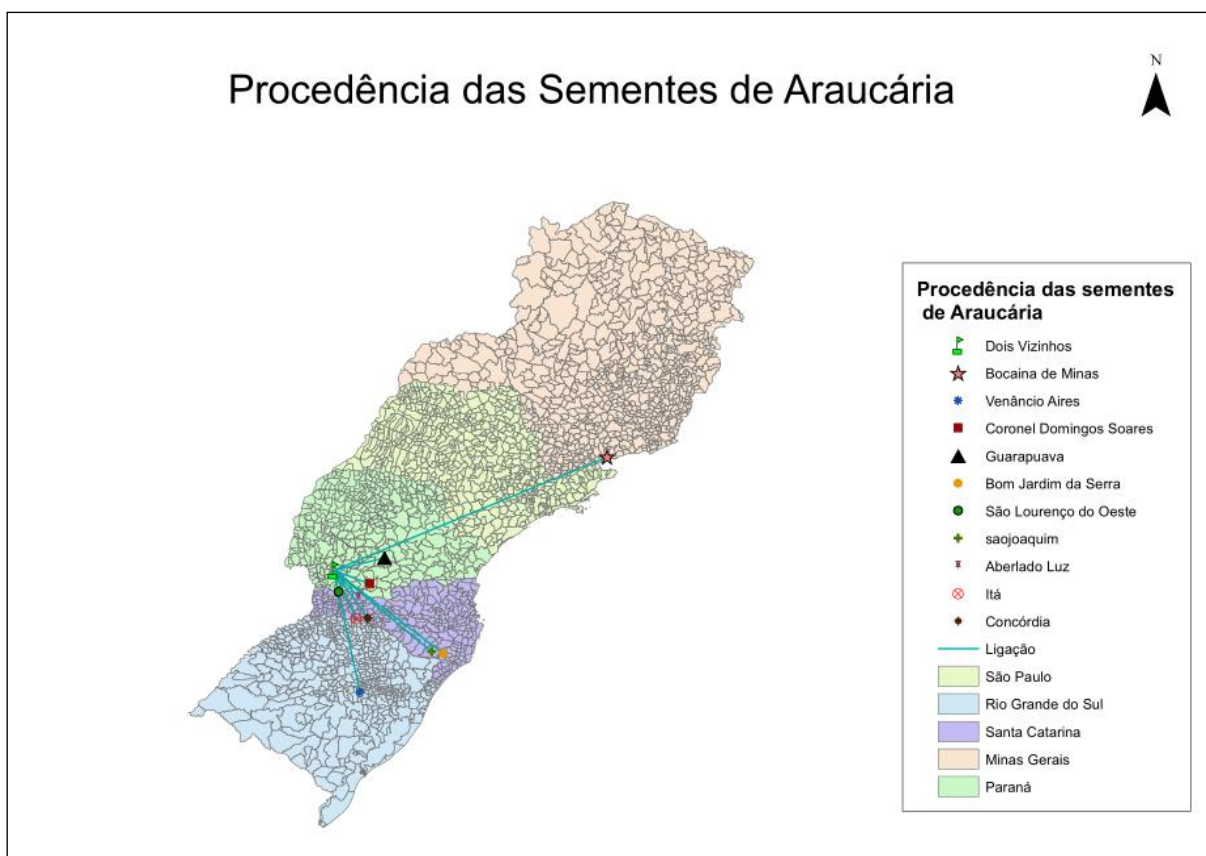 Procedência das Sementes de Araucária
N
Procedência das sementes
de Araucária
Dois Vizinhos
Bocaina de Minas
Venâncio Aires
Coronel Domingos Soares
Guarapuava
Bom Jardim da Serra
São Lourenço do Oeste
saojoaquim
Aberlado Luz
Itá
Concórdia
Ligação
São Paulo
Rio Grande do Sul
Santa Catarina
Minas Gerais
Paraná